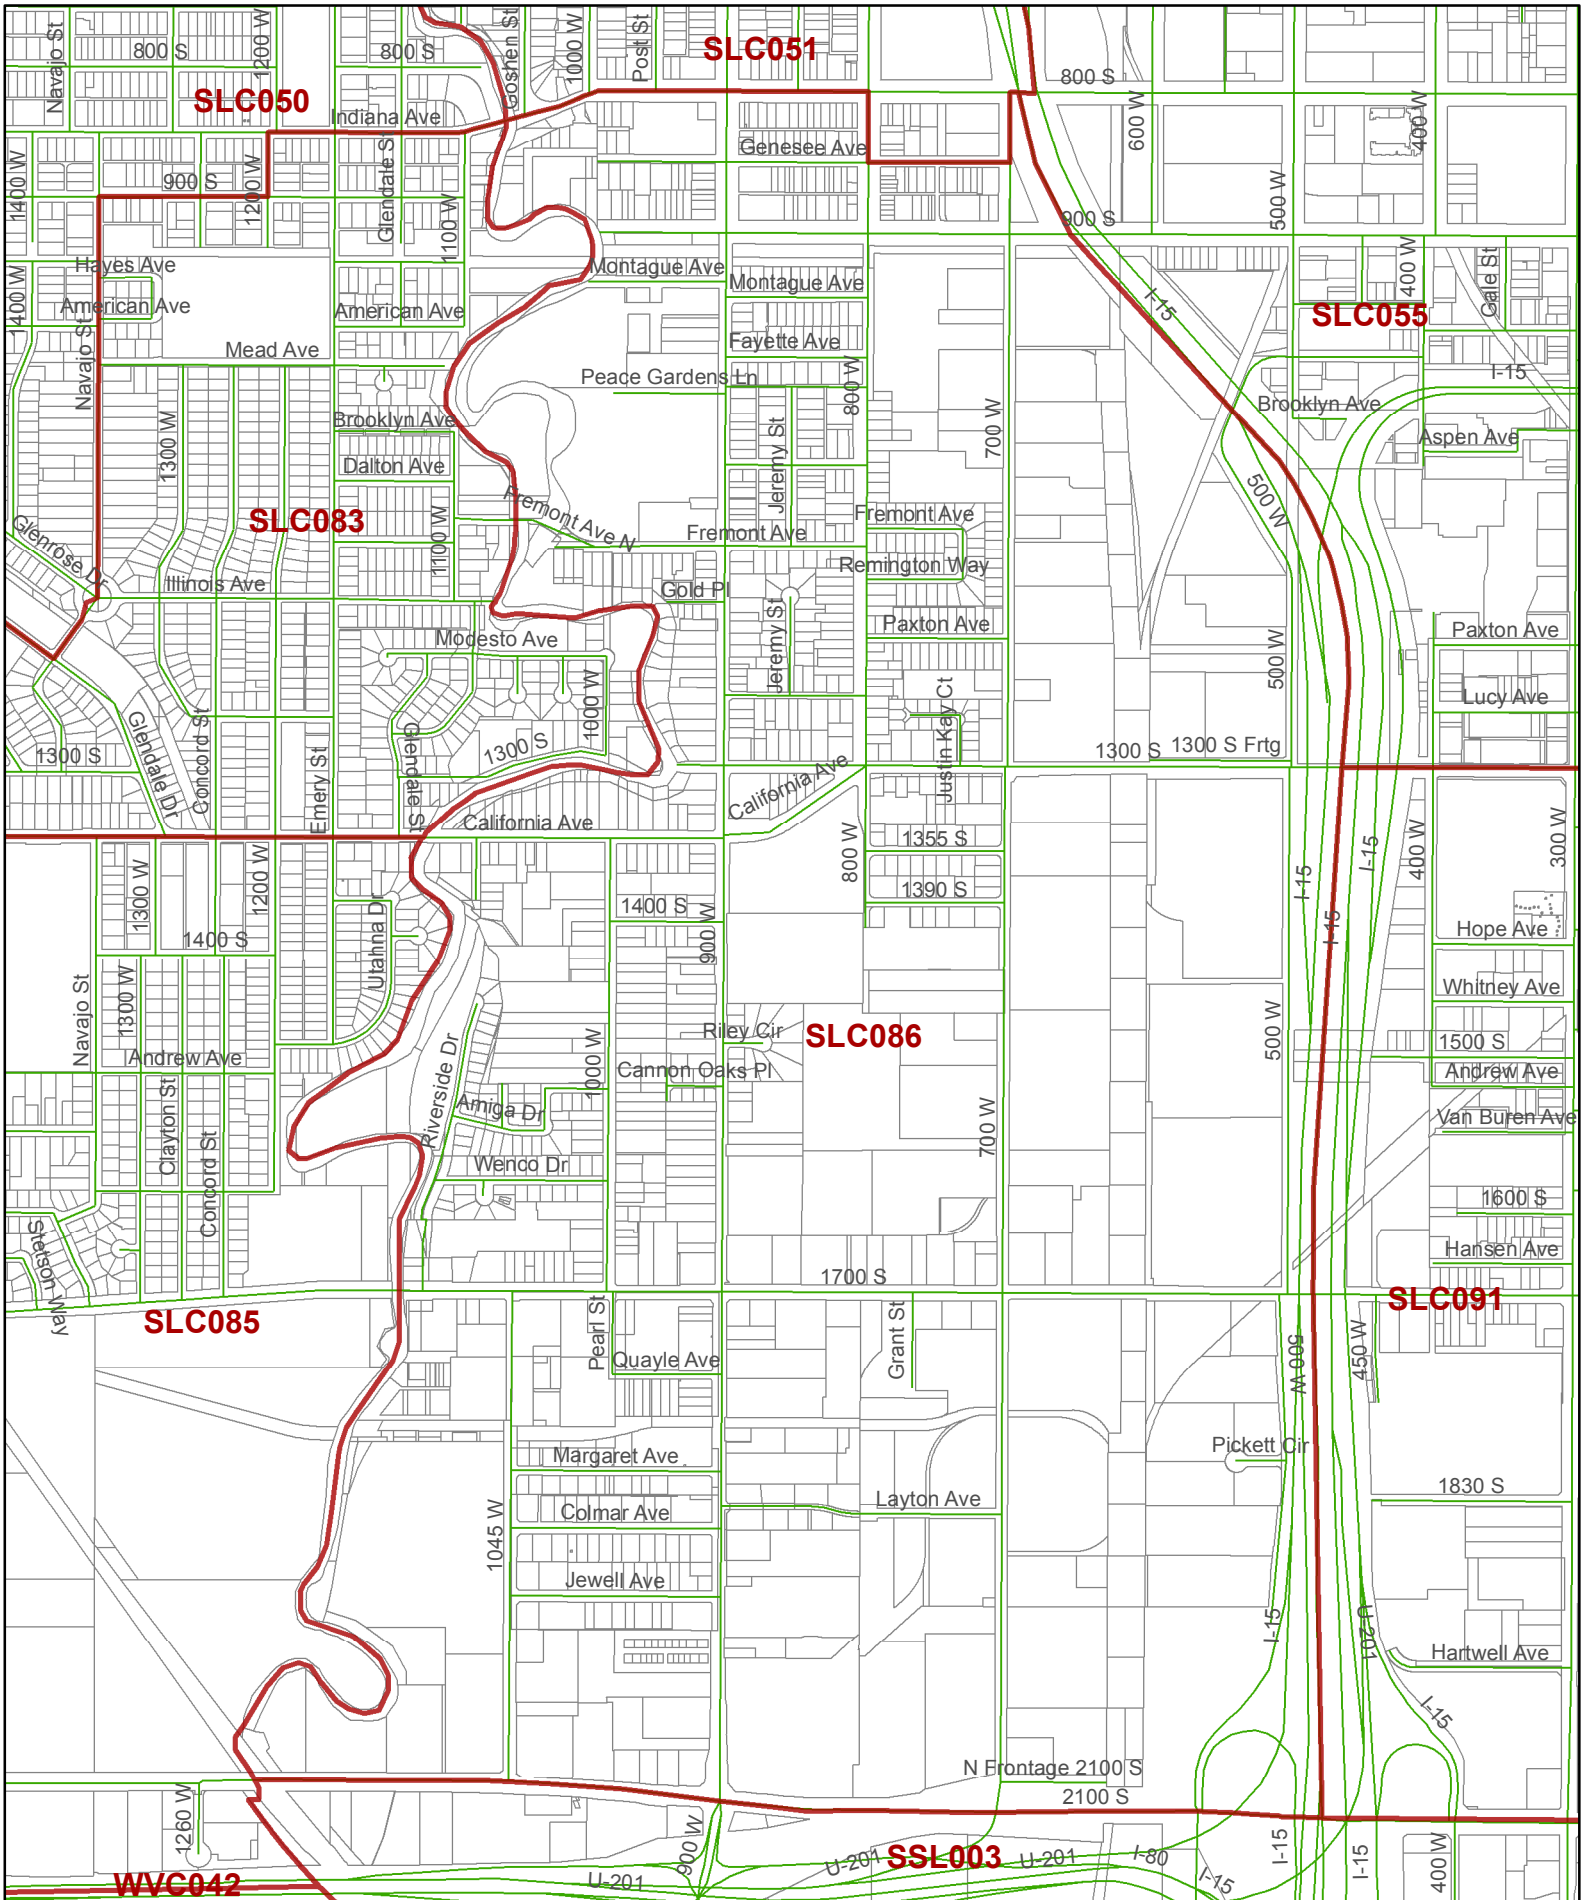 Navajo St
800 S
1200 W
800 S
Goshen St
1000 W
Post St
SLC051
800 S
600 W
400 W
SLC050
Indiana Ave
Genesee Ave
1400 W
900 S
1200 W
Glendale St
1100 W
500 W
900 S
Hayes Ave
Montague Ave
Montague Ave
400 W
Gale St
1400 W
American Ave
American Ave
I-15
SLC055
Navajo St
Mead Ave
Fayette Ave
Peace Gardens Ln
800 W
I-15
Brooklyn Ave
Brooklyn Ave
1300 W
Dalton Ave
Jeremy St
700 W
Aspen Ave
SLC083
Fremont Ave N
Fremont Ave
Fremont Ave
500 W
Glenrose Dr
1100 W
Remington Way
Illinois Ave
Gold Pl
Modesto Ave
Jeremy St
Paxton Ave
500 W
Paxton Ave
1000 W
Lucy Ave
Justin Kay Ct
1300 S
Glendale Dr
Concord St
Emery St
Glendale St
1300 S
1300 S
1300 S Frtg
California Ave
California Ave
1355 S
800 W
I-15
I-15
400 W
300 W
1300 W
1200 W
1390 S
1400 S
1400 S
900 W
Utahna Dr
I-15
Hope Ave
Navajo St
1300 W
Whitney Ave
Riley Cir
SLC086
500 W
1500 S
Andrew Ave
Riverside Dr
1000 W
Cannon Oaks Pl
Andrew Ave
Clayton St
Amiga Dr
700 W
Van Buren Ave
Wenco Dr
Concord St
1600 S
Stetson Way
Hansen Ave
1700 S
SLC085
SLC091
Pearl St
Grant St
500 W
450 W
Quayle Ave
Pickett Cir
Margaret Ave
1830 S
Layton Ave
1045 W
Colmar Ave
Jewell Ave
I-15
U-201
Hartwell Ave
I-15
N Frontage 2100 S
2100 S
1260 W
900 W
I-15
I-15
400 W
U-201
SSL003
U-201
I-80
I-15
WVC042
U-201